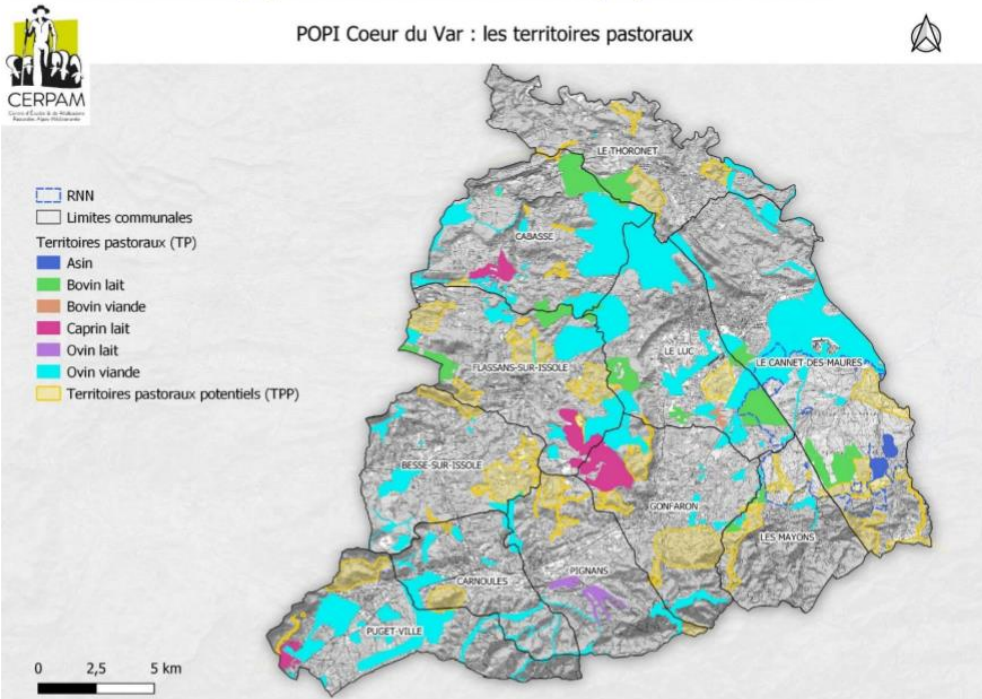 POPI Coeur du Var : les territoires pastoraux
CERPAM
RNN
Limites communales
Territoires pastoraux (TP)
Asin
Bovin lait
Bovin viande
Caprin lait
Ovin lait
Ovin viande
Territoires pastoraux potentiels (TPP)
LE THORONET
CABASSE
LE LUC
LE CANNET-DES-MAURES
FLASSANS-SUR-ISSOLE
BESSE-SUR-ISSOLE
GONFARON
LES MAYONS
PIGNANS
CARNOULES
PUGET-VILLE
0 2,5 5 km